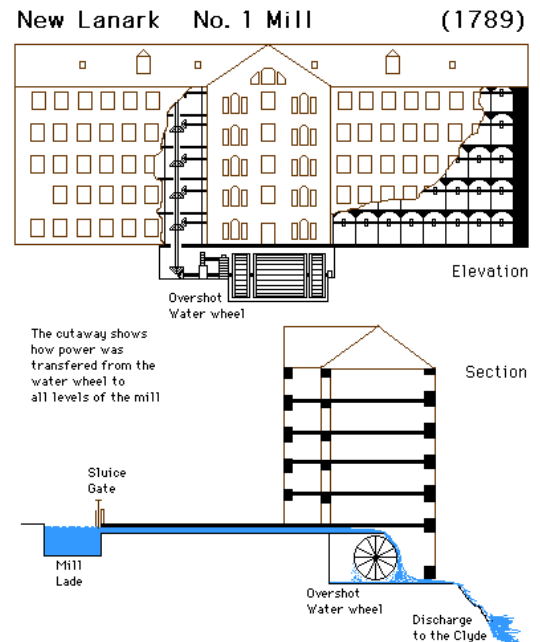 New Lanark No. 1 Mill (1789)
Elevation
Overshot
Water wheel
The cutaway shows
how power was
transfered from the
water wheel to
all levels of the mill
Section
Sluice
Gate
Mill
Lade
Overshot
Water wheel
Discharge
to the Clyde